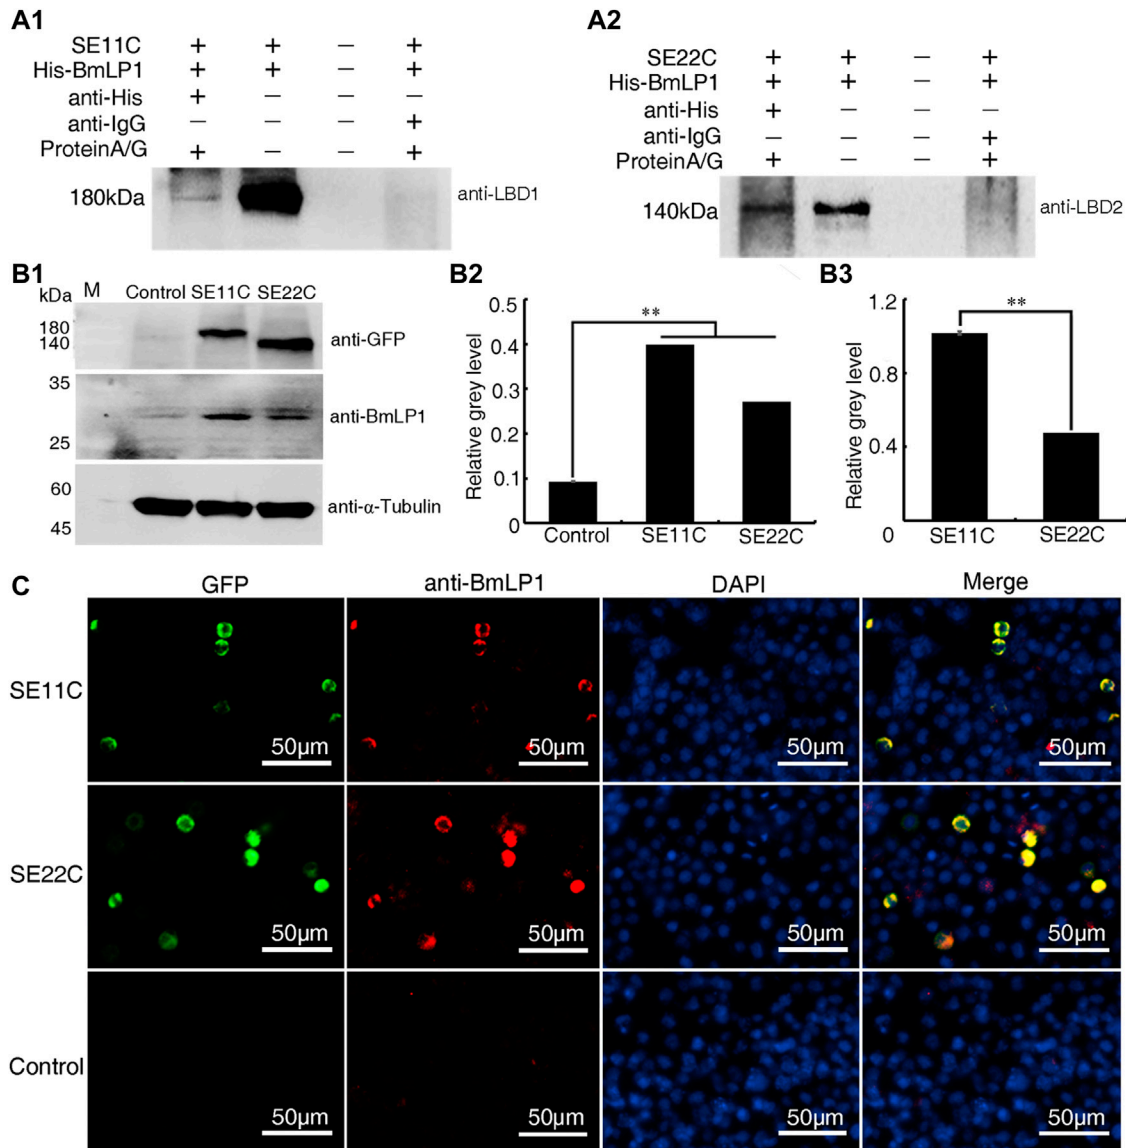 A1
SE11C + + − +
His-BmLP1 + + − +
anti-His + − − −
anti-IgG − − − +
ProteinA/G + − − +
180kDa anti-LBD1
A2
SE22C + + − +
His-BmLP1 + + − +
anti-His + − − −
anti-IgG − − − +
ProteinA/G + − − +
140kDa anti-LBD2
B1
kDa M Control SE11C SE22C
180
140
anti-GFP
35
anti-BmLP1
25
60
anti-α-Tubulin
45
B2
Relative grey level
0.5
0.4
0.3
0.2
0.1
0
**
Control SE11C SE22C
B3
Relative grey level
1.2
0.8
0.4
0
**
SE11C SE22C
C
GFP anti-BmLP1 DAPI Merge
SE11C
50μm 50μm 50μm 50μm
SE22C
50μm 50μm 50μm 50μm
Control
50μm 50μm 50μm 50μm